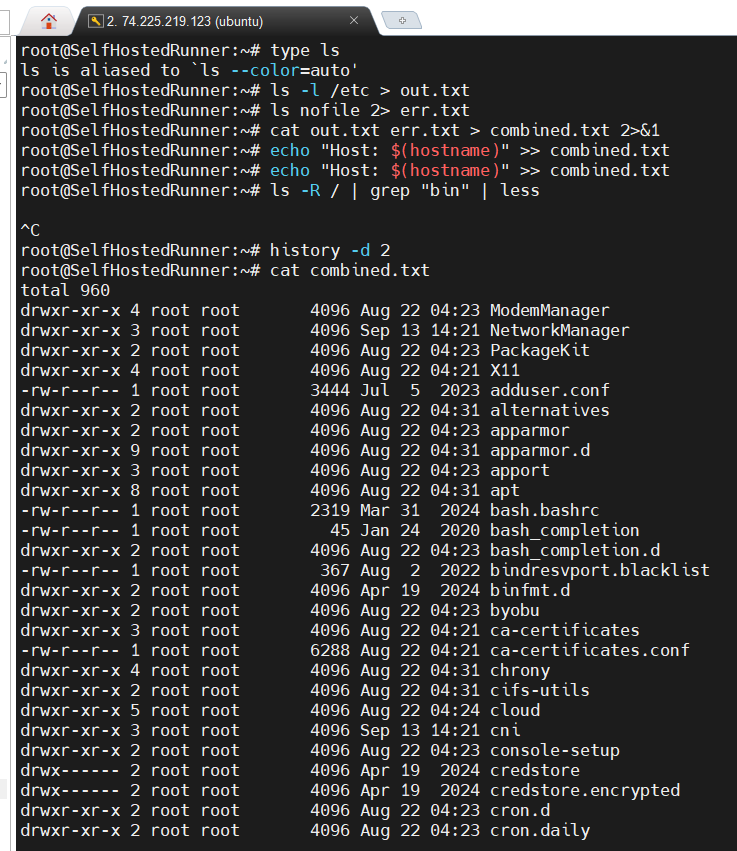 2. 74.225.219.123 (ubuntu)
root@SelfHostedRunner:~# type ls
ls is aliased to `ls --color=auto'
root@SelfHostedRunner:~# ls -l /etc > out.txt
root@SelfHostedRunner:~# ls nofile 2> err.txt
root@SelfHostedRunner:~# cat out.txt err.txt > combined.txt 2>&1
root@SelfHostedRunner:~# echo "Host: $(hostname)" >> combined.txt
root@SelfHostedRunner:~# echo "Host: $(hostname)" >> combined.txt
root@SelfHostedRunner:~# ls -R / | grep "bin" | less
^C
root@SelfHostedRunner:~# history -d 2
root@SelfHostedRunner:~# cat combined.txt
total 960
drwxr-xr-x 4 root root       4096 Aug 22 04:23 ModemManager
drwxr-xr-x 3 root root       4096 Sep 13 14:21 NetworkManager
drwxr-xr-x 2 root root       4096 Aug 22 04:23 PackageKit
drwxr-xr-x 4 root root       4096 Aug 22 04:21 X11
-rw-r--r-- 1 root root       3444 Jul  5  2023 adduser.conf
drwxr-xr-x 2 root root       4096 Aug 22 04:31 alternatives
drwxr-xr-x 2 root root       4096 Aug 22 04:23 apparmor
drwxr-xr-x 9 root root       4096 Aug 22 04:31 apparmor.d
drwxr-xr-x 3 root root       4096 Aug 22 04:23 apport
drwxr-xr-x 8 root root       4096 Aug 22 04:31 apt
-rw-r--r-- 1 root root       2319 Mar 31  2024 bash.bashrc
-rw-r--r-- 1 root root         45 Jan 24  2020 bash_completion
drwxr-xr-x 2 root root       4096 Aug 22 04:23 bash_completion.d
-rw-r--r-- 1 root root        367 Aug  2  2022 bindresvport.blacklist
drwxr-xr-x 2 root root       4096 Apr 19  2024 binfmt.d
drwxr-xr-x 2 root root       4096 Aug 22 04:23 byobu
drwxr-xr-x 3 root root       4096 Aug 22 04:21 ca-certificates
-rw-r--r-- 1 root root       6288 Aug 22 04:21 ca-certificates.conf
drwxr-xr-x 4 root root       4096 Aug 22 04:31 chrony
drwxr-xr-x 2 root root       4096 Aug 22 04:31 cifs-utils
drwxr-xr-x 5 root root       4096 Aug 22 04:24 cloud
drwxr-xr-x 3 root root       4096 Sep 13 14:21 cni
drwxr-xr-x 2 root root       4096 Aug 22 04:23 console-setup
drwx------ 2 root root       4096 Apr 19  2024 credstore
drwx------ 2 root root       4096 Apr 19  2024 credstore.encrypted
drwxr-xr-x 2 root root       4096 Aug 22 04:23 cron.d
drwxr-xr-x 2 root root       4096 Aug 22 04:23 cron.daily